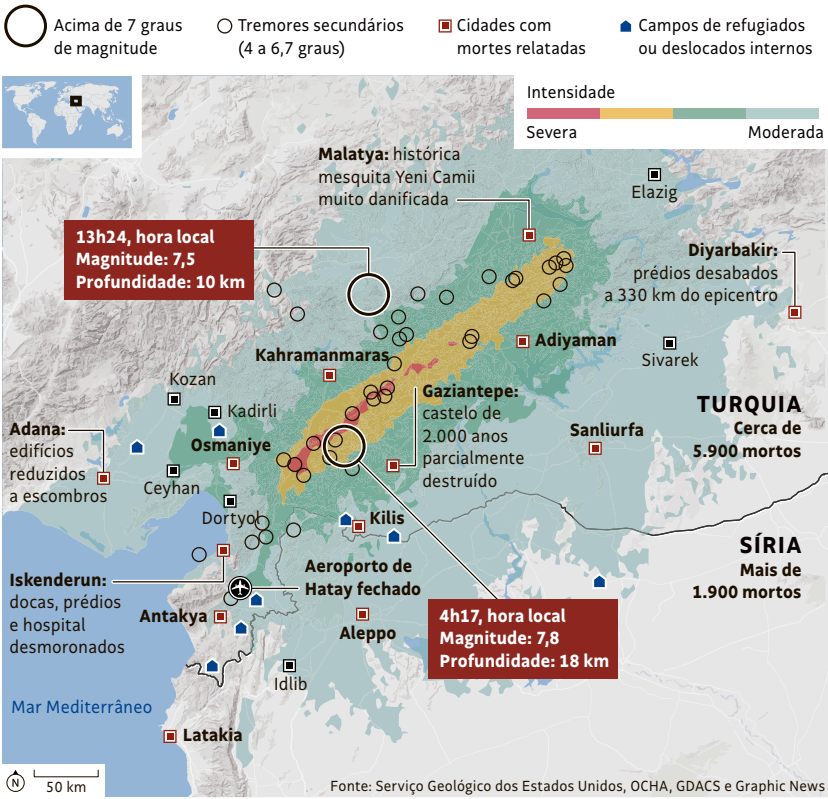 Acima de 7 graus
de magnitude
Tremores secundários
(4 a 6,7 graus)
Cidades com
mortes relatadas
Campos de refugiados
ou deslocados internos
Intensidade
Severa
Moderada
Malatya: histórica
mesquita Yeni Camii
muito danificada
Elazig
13h24, hora local
Magnitude: 7,5
Profundidade: 10 km
Diyarbakir:
prédios desabados
a 330 km do epicentro
Adiyaman
Sivarek
Kahramanmaras
Kozan
Kadirli
Gaziantepe:
castelo de
2.000 anos
parcialmente
destruído
TURQUIA
Cerca de
5.900 mortos
Sanliurfa
Adana:
edifícios
reduzidos
a escombros
Osmaniye
Ceyhan
Dortyol
Kilis
SÍRIA
Mais de
1.900 mortos
Iskenderun:
docas, prédios
e hospital
desmoronados
Aeroporto de
Hatay fechado
Antakya
Aleppo
4h17, hora local
Magnitude: 7,8
Profundidade: 18 km
Idlib
Mar Mediterrâneo
Latakia
N
50 km
Fonte: Serviço Geológico dos Estados Unidos, OCHA, GDACS e Graphic News